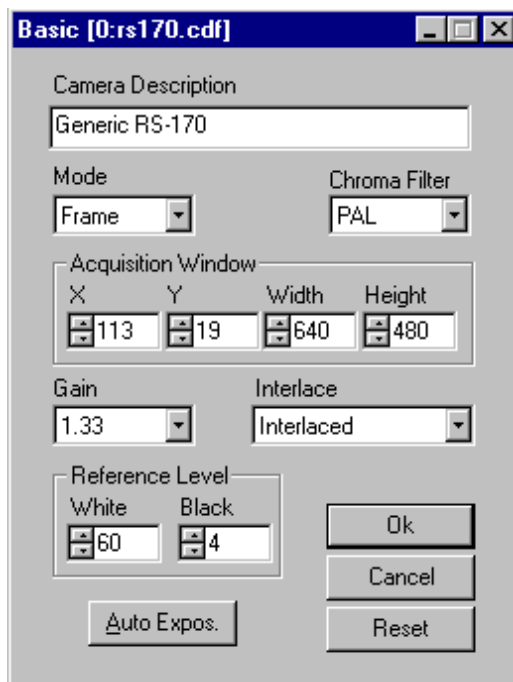 Basic [0:rs170.cdf]
Camera Description
Generic RS-170
Mode
Chroma Filter
Frame
PAL
Acquisition Window
X Y Width Height
113 19 640 480
Gain
Interlace
1.33
Interlaced
Reference Level
White Black
60 4
Ok
Cancel
Auto Expos.
Reset